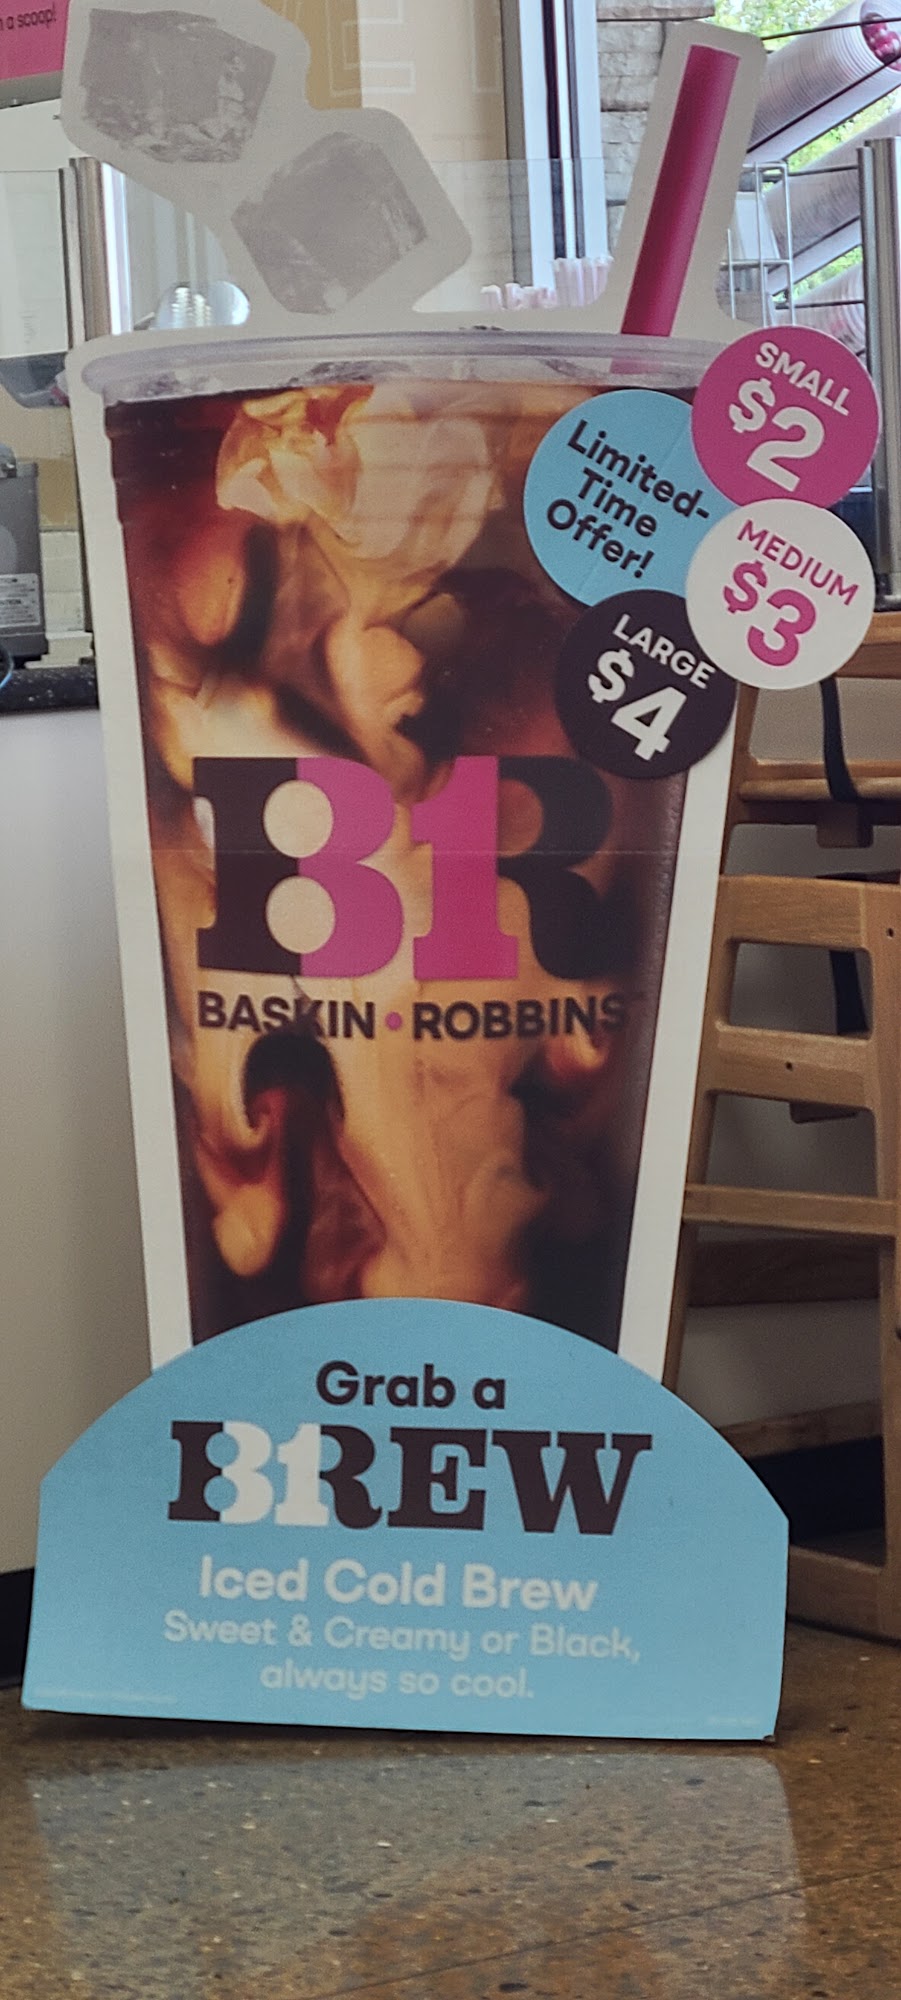 a scoop!
SMALL
$2
Limited-
Time
Offer!
MEDIUM
$3
LARGE
$4
BR
BASKIN • ROBBINS
Grab a
BREW
Iced Cold Brew
Sweet & Creamy or Black,
always so cool.